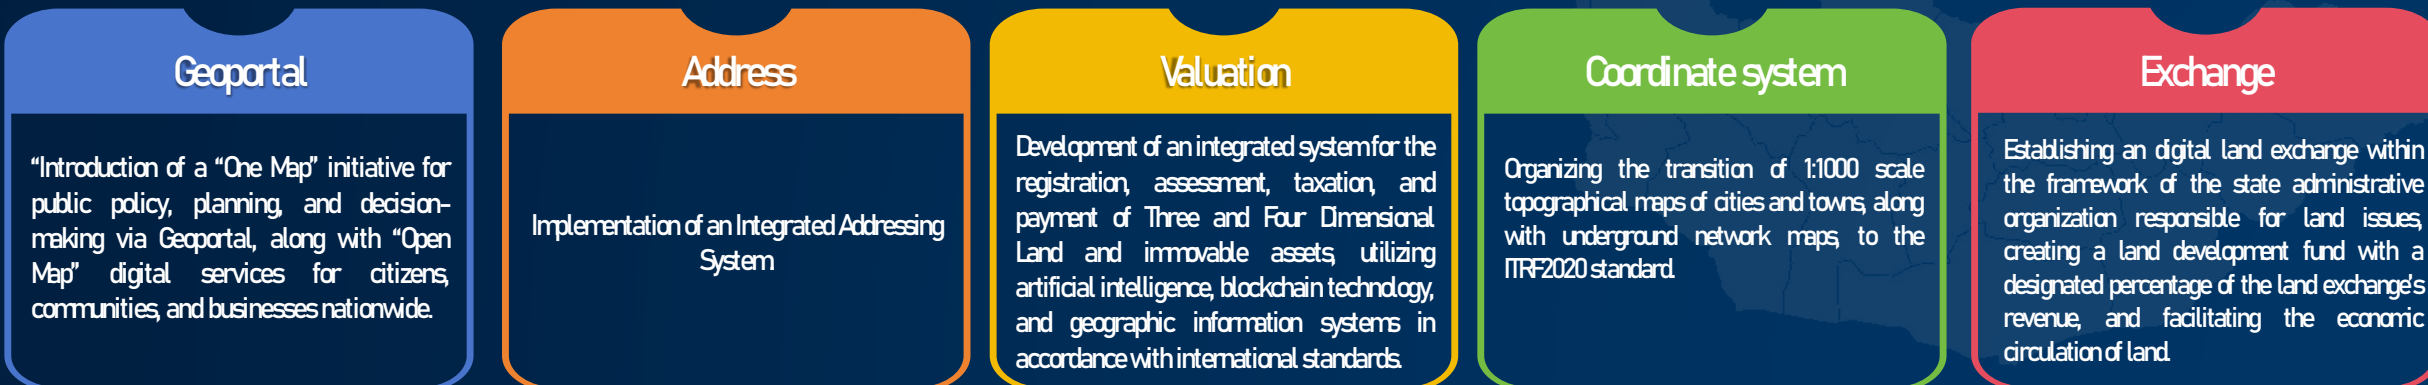 Geoportal
“Introduction of a “One Map” initiative for
public policy, planning, and decision-
making via Geoportal, along with “Open
Map” digital services for citizens,
communities, and businesses nationwide.
Address
Implementation of an Integrated Addressing
System
Valuation
Development of an integrated system for the
registration, assessment, taxation, and
payment of Three and Four Dimensional
Land and immovable assets, utilizing
artificial intelligence, blockchain technology,
and geographic information systems in
accordance with international standards.
Coordinate system
Organizing the transition of 1:1000 scale
topographical maps of cities and towns, along
with underground network maps, to the
ITRF2020 standard.
Exchange
Establishing an digital land exchange within
the framework of the state administrative
organization responsible for land issues,
creating a land development fund with a
designated percentage of the land exchange's
revenue, and facilitating the economic
circulation of land.